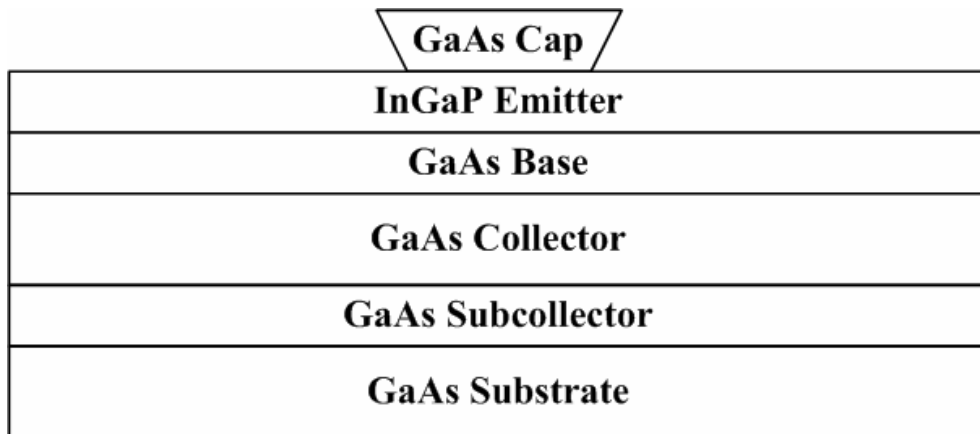 GaAs Cap
InGaP Emitter
GaAs Base
GaAs Collector
GaAs Subcollector
GaAs Substrate